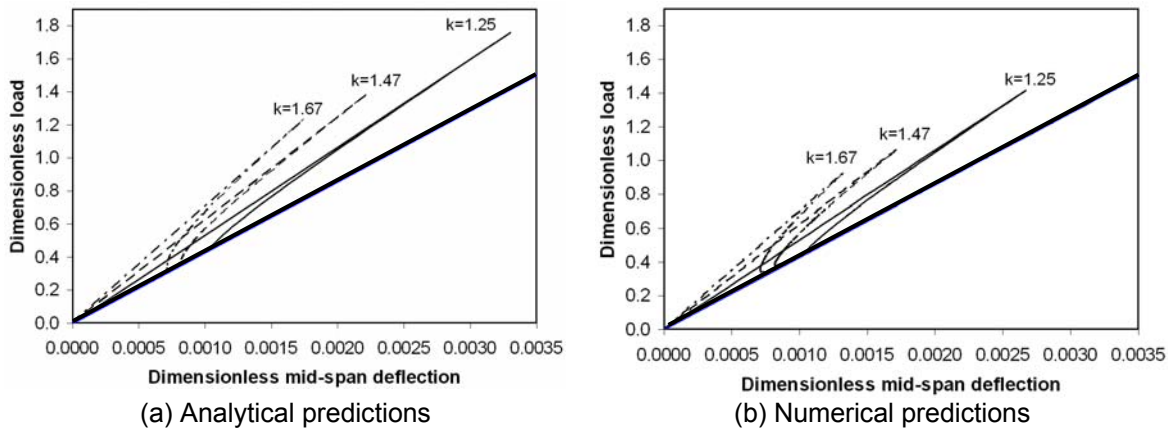 1.8
1.6
1.4
1.2
1.0
0.8
0.6
0.4
0.2
0.0
Dimensionless load
k=1.25
k=1.47
k=1.67
0.0000 0.0005 0.0010 0.0015 0.0020 0.0025 0.0030 0.0035
Dimensionless mid-span deflection
(a) Analytical predictions
1.8
1.6
1.4
1.2
1.0
0.8
0.6
0.4
0.2
0.0
Dimensionless load
k=1.25
k=1.47
k=1.67
0.0000 0.0005 0.0010 0.0015 0.0020 0.0025 0.0030 0.0035
Dimensionless mid-span deflection
(b) Numerical predictions